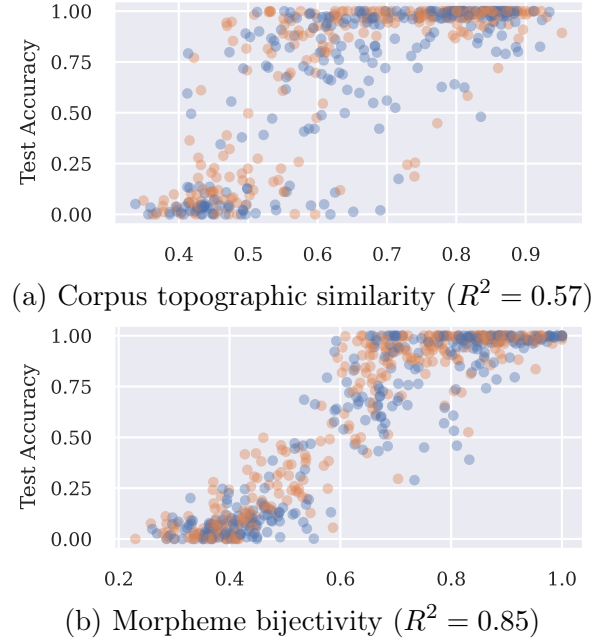 1.00
0.75
0.50
0.25
0.00
Test Accuracy
0.4 0.5 0.6 0.7 0.8 0.9
(a) Corpus topographic similarity (R² = 0.57)
1.00
0.75
0.50
0.25
0.00
Test Accuracy
0.2 0.4 0.6 0.8 1.0
(b) Morpheme bijectivity (R² = 0.85)